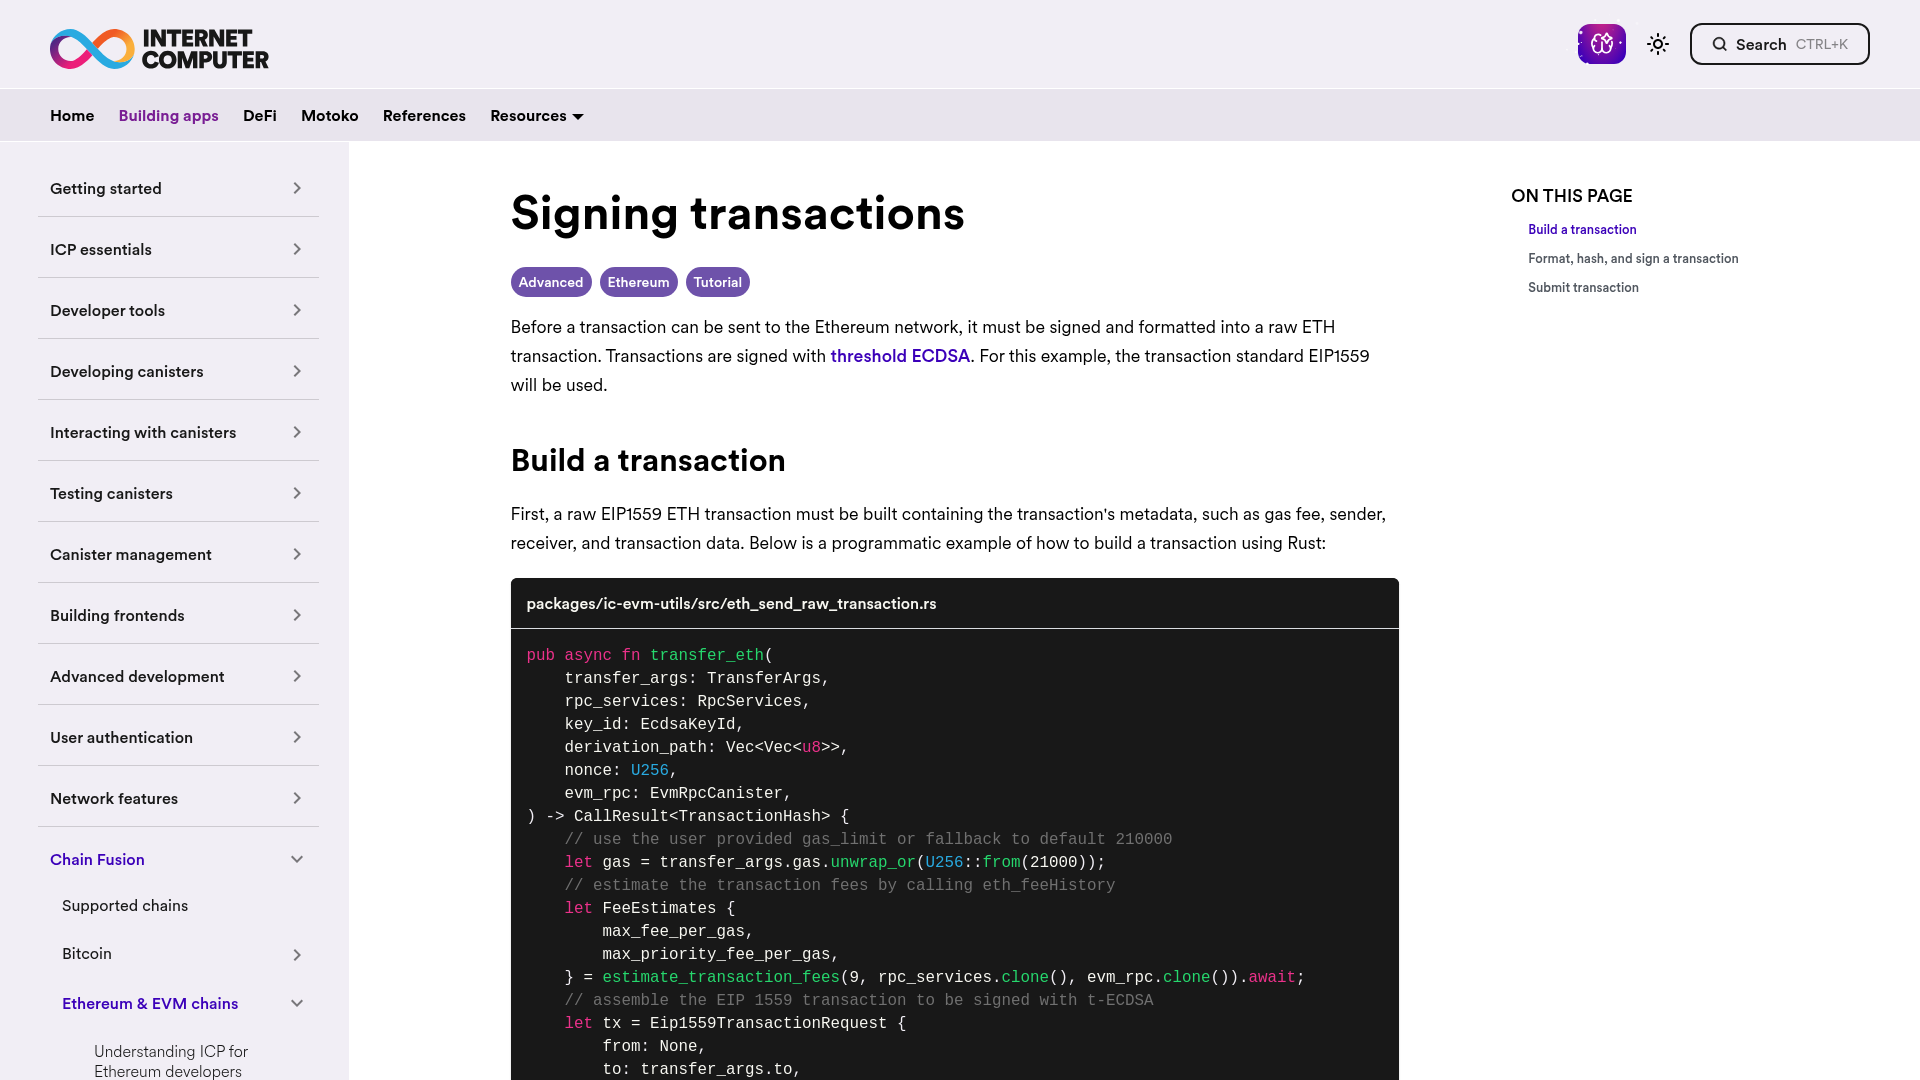 INTERNET
COMPUTER
Search CTRL+K
Home Building apps DeFi Motoko References Resources
Getting started
ICP essentials
Developer tools
Developing canisters
Interacting with canisters
Testing canisters
Canister management
Building frontends
Advanced development
User authentication
Network features
Chain Fusion
Supported chains
Bitcoin
Ethereum & EVM chains
Understanding ICP for
Ethereum developers
Signing transactions
Advanced Ethereum Tutorial
Before a transaction can be sent to the Ethereum network, it must be signed and formatted into a raw ETH
transaction. Transactions are signed with threshold ECDSA. For this example, the transaction standard EIP1559
will be used.
Build a transaction
First, a raw EIP1559 ETH transaction must be built containing the transaction's metadata, such as gas fee, sender,
receiver, and transaction data. Below is a programmatic example of how to build a transaction using Rust:
packages/ic-evm-utils/src/eth_send_raw_transaction.rs
pub async fn transfer_eth(
    transfer_args: TransferArgs,
    rpc_services: RpcServices,
    key_id: EcdsaKeyId,
    derivation_path: Vec<Vec<u8>>,
    nonce: U256,
    evm_rpc: EvmRpcCanister,
) -> CallResult<TransactionHash> {
    // use the user provided gas_limit or fallback to default 210000
    let gas = transfer_args.gas.unwrap_or(U256::from(21000));
    // estimate the transaction fees by calling eth_feeHistory
    let FeeEstimates {
        max_fee_per_gas,
        max_priority_fee_per_gas,
    } = estimate_transaction_fees(9, rpc_services.clone(), evm_rpc.clone()).await;
    // assemble the EIP 1559 transaction to be signed with t-ECDSA
    let tx = Eip1559TransactionRequest {
        from: None,
        to: transfer_args.to,
ON THIS PAGE
Build a transaction
Format, hash, and sign a transaction
Submit transaction